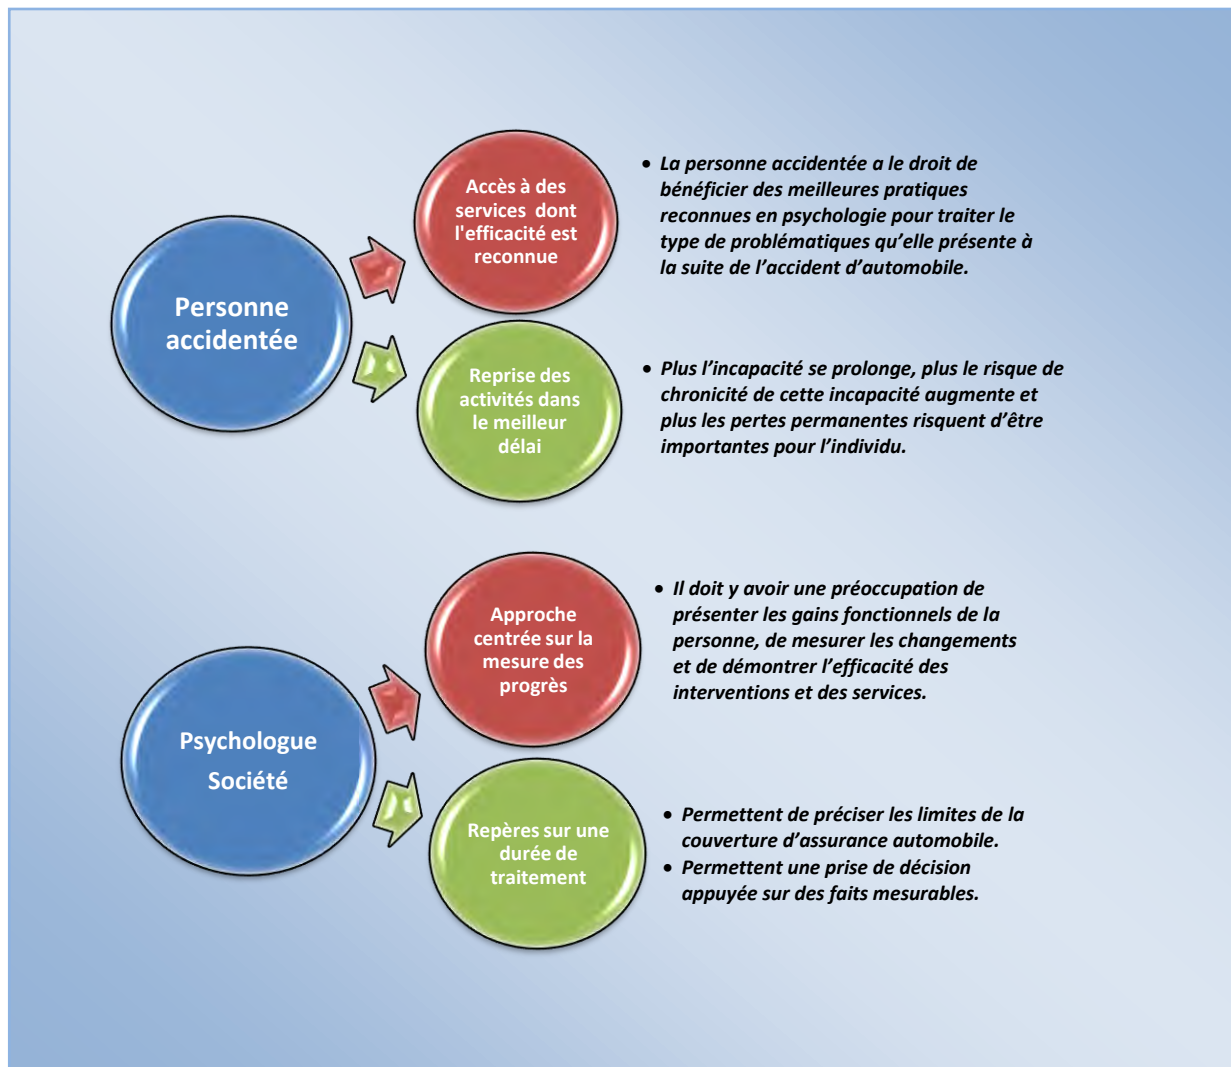 Personne
accidentée
Accès à des
services dont
l'efficacité est
reconnue
• La personne accidentée a le droit de
bénéficier des meilleures pratiques
reconnues en psychologie pour traiter le
type de problématiques qu’elle présente à
la suite de l’accident d’automobile.
Reprise des
activités dans
le meilleur
délai
• Plus l’incapacité se prolonge, plus le risque de
chronicité de cette incapacité augmente et
plus les pertes permanentes risquent d’être
importantes pour l’individu.
Psychologue
Société
Approche
centrée sur la
mesure des
progrès
• Il doit y avoir une préoccupation de
présenter les gains fonctionnels de la
personne, de mesurer les changements
et de démontrer l’efficacité des
interventions et des services.
Repères sur une
durée de
traitement
• Permettent de préciser les limites de la
couverture d’assurance automobile.
• Permettent une prise de décision
appuyée sur des faits mesurables.